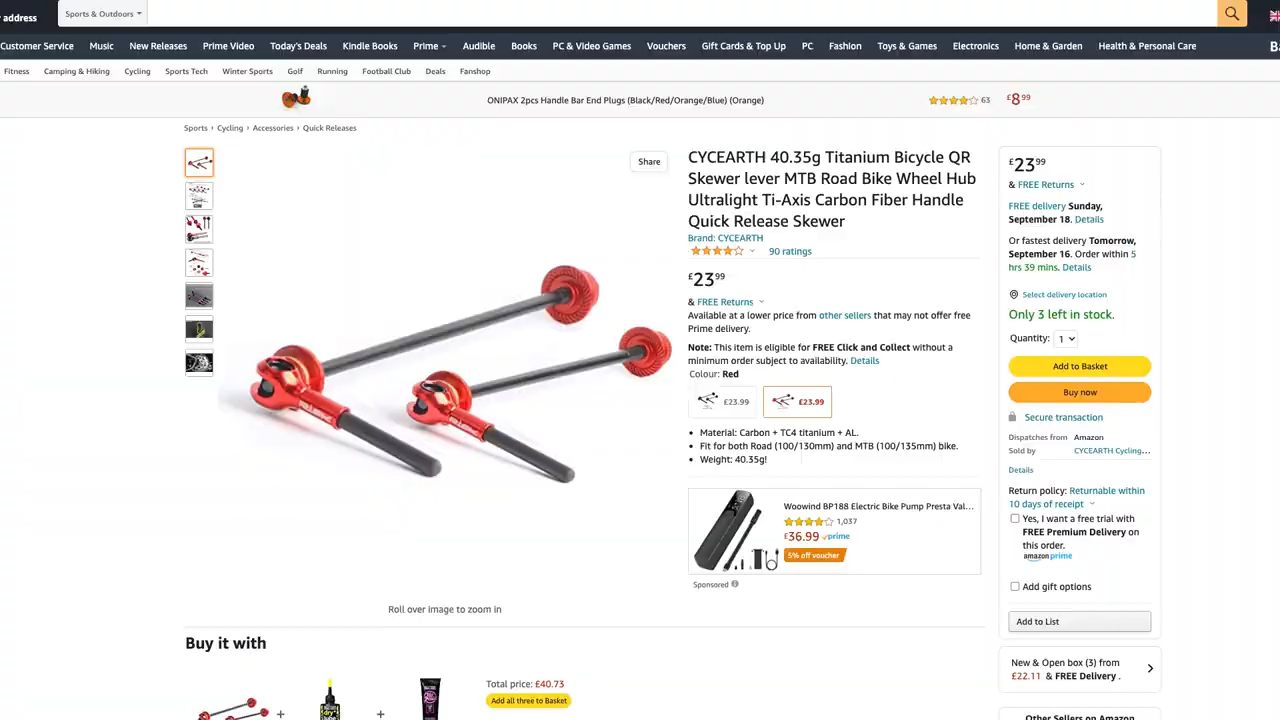 address
Sports & Outdoors
Customer Service Music New Releases Prime Video Today's Deals Kindle Books Prime Audible Books PC & Video Games Vouchers Gift Cards & Top Up PC Fashion Toys & Games Electronics Home & Garden Health & Personal Care
Fitness Camping & Hiking Cycling Sports Tech Winter Sports Golf Running Football Club Deals Fanshop
ONIPAX 2pcs Handle Bar End Plugs (Black/Red/Orange/Blue) (Orange) 63 £8.99
Sports › Cycling › Accessories › Quick Releases
Share
CYCEARTH 40.35g Titanium Bicycle QR
Skewer lever MTB Road Bike Wheel Hub
Ultralight Ti-Axis Carbon Fiber Handle
Quick Release Skewer
Brand: CYCEARTH
90 ratings
£23 99
& FREE Returns
Available at a lower price from other sellers that may not offer free
Prime delivery.
Note: This item is eligible for FREE Click and Collect without a
minimum order subject to availability. Details
Colour: Red
£23.99 £23.99
• Material: Carbon + TC4 titanium + AL.
• Fit for both Road (100/130mm) and MTB (100/135mm) bike.
• Weight: 40.35g!
Woowind BP188 Electric Bike Pump Presta Val...
1,037
£36.99 prime
5% off voucher
Sponsored
Roll over image to zoom in
Buy it with
Total price: £40.73
Add all three to Basket
+ +
£23 99
& FREE Returns
FREE delivery Sunday,
September 18. Details
Or fastest delivery Tomorrow,
September 16. Order within 5
hrs 39 mins. Details
Select delivery location
Only 3 left in stock.
Quantity: 1
Add to Basket
Buy now
Secure transaction
Dispatches from Amazon
Sold by CYCEARTH Cycling...
Details
Return policy: Returnable within
10 days of receipt
Yes, I want a free trial with
FREE Premium Delivery on
this order.
amazon prime
Add gift options
Add to List
New & Open box (3) from
£22.11 & FREE Delivery .
Other Sellers on Amazon